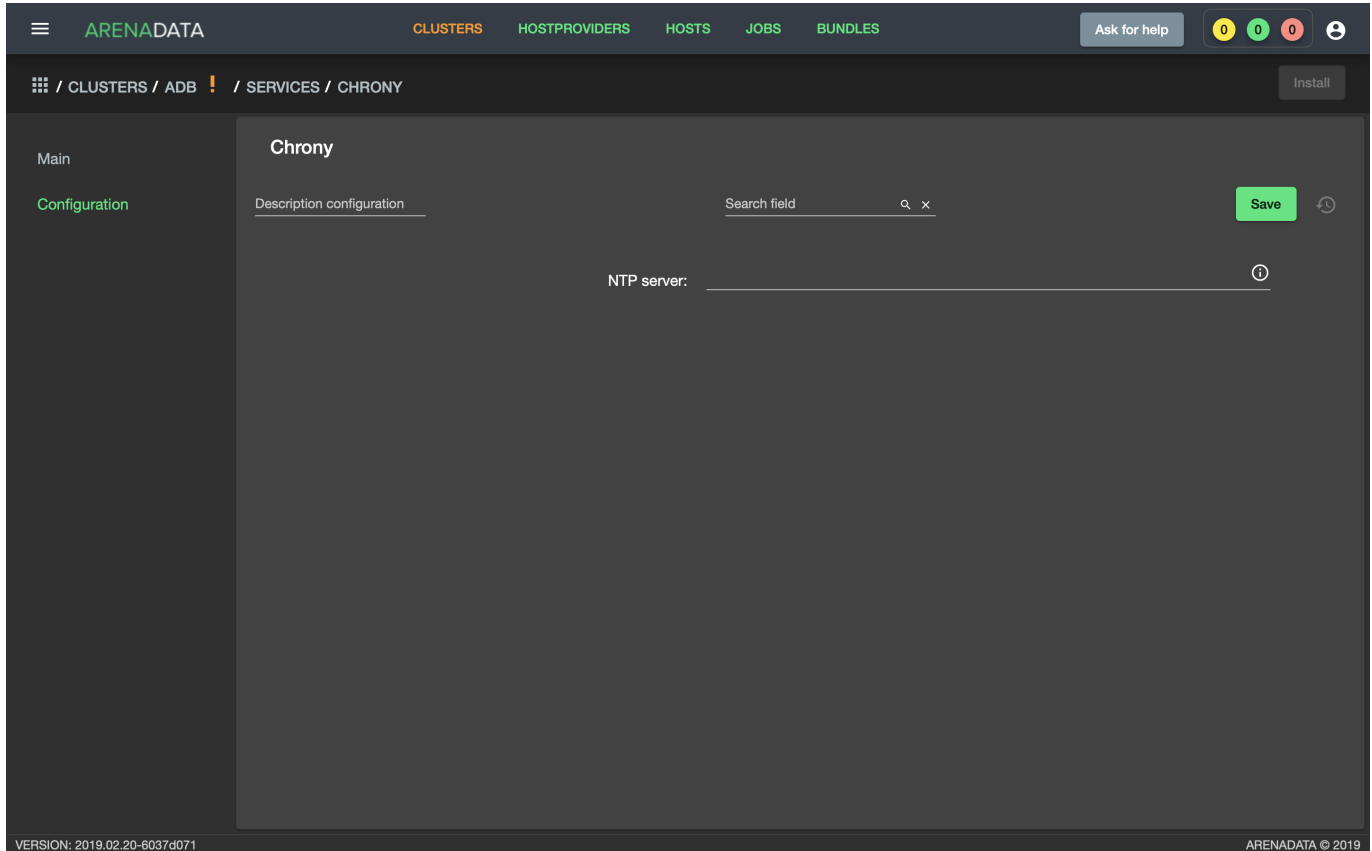 ARENADATA CLUSTERS HOSTPROVIDERS HOSTS JOBS BUNDLES Ask for help 0 0 0
/ CLUSTERS / ADB ! / SERVICES / CHRONY Install
Main
Chrony
Configuration
Description configuration Search field Save
NTP server:
VERSION: 2019.02.20-6037d071 ARENADATA © 2019